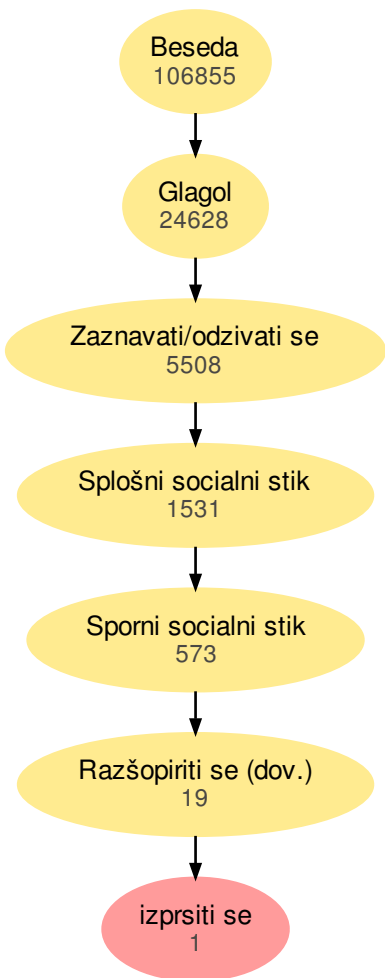 Beseda
106855
Glagol
24628
Zaznavati/odzivati se
5508
Splošni socialni stik
1531
Sporni socialni stik
573
Razšopiriti se (dov.)
19
izprsiti se
1